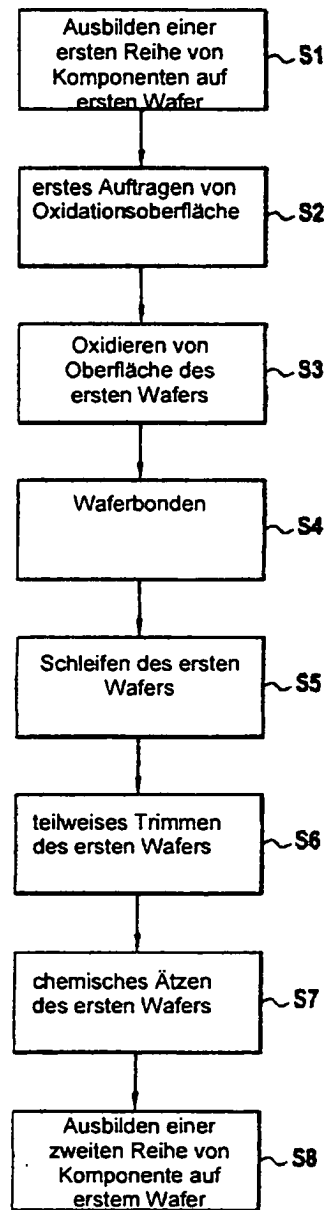 Ausbilden einer
ersten Reihe von
Komponenten auf
ersten Wafer
S1
erstes Auftragen von
Oxidationsoberfläche
S2
Oxidieren von
Oberfläche des
ersten Wafers
S3
Waferbonden
S4
Schleifen des ersten
Wafers
S5
teilweises Trimmen
des ersten Wafers
S6
chemisches Ätzen
des ersten Wafers
S7
Ausbilden einer
zweiten Reihe von
Komponente auf
erstem Wafer
S8